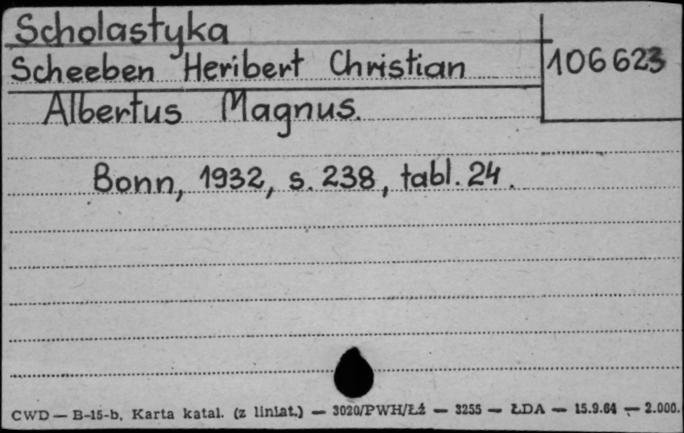 Scholastyka
Scheeben Heribert Christian 106623
Albertus Magnus.
Bonn, 1932, s. 238, tabl. 24.
CWD — B-15-b, Karta katal. (z liniat.) — 3020/PWH/Łż — 3255 — ŁDA — 15.9.64 — 2.000.